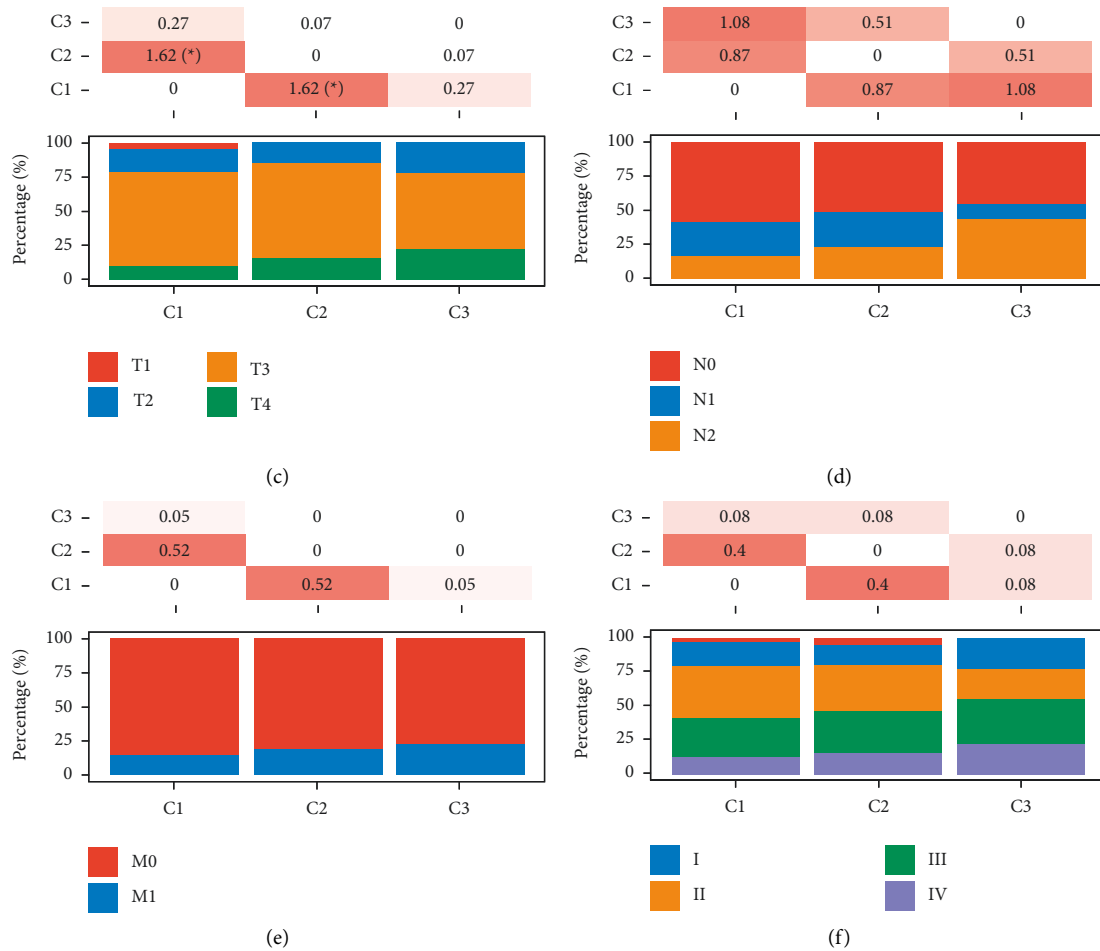 C3 – 0.27 0.07 0
C2 – 1.62 (*) 0 0.07
C1 – 0 1.62 (*) 0.27
Percentage (%)
100
75
50
25
0
C1 C2 C3
T1 T3
T2 T4
(c)
C3 – 1.08 0.51 0
C2 – 0.87 0 0.51
C1 – 0 0.87 1.08
Percentage (%)
100
75
50
25
0
C1 C2 C3
N0
N1
N2
(d)
C3 – 0.05 0 0
C2 – 0.52 0 0
C1 – 0 0.52 0.05
Percentage (%)
100
75
50
25
0
C1 C2 C3
M0
M1
(e)
C3 – 0.08 0.08 0
C2 – 0.4 0 0.08
C1 – 0 0.4 0.08
Percentage (%)
100
75
50
25
0
C1 C2 C3
I III
II IV
(f)